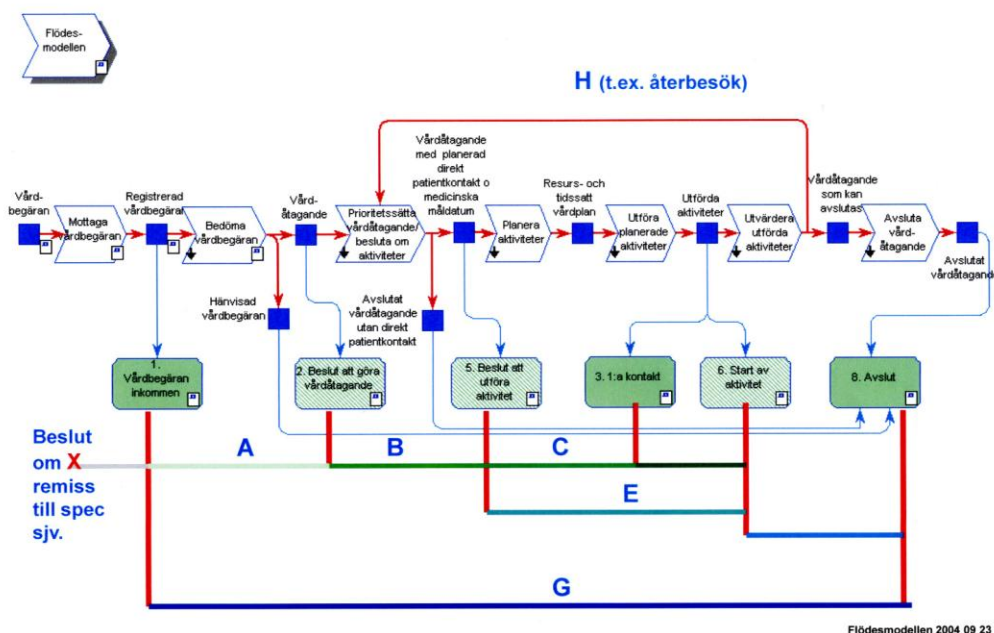 Flödes-
modellen
H (t.ex. återbesök)
Vård-
begäran
Mottaga
vårdbegäran
Registrerad
vårdbegäran
Bedöma
vårdbegäran
Vård-
åtagande
Prioritetssätta
vårdåtagande/
besluta om
aktiviteter
Vårdåtagande
med planerad
direkt
patientkontakt o
medicinska
måldatum
Planera
aktiviteter
Resurs- och
tidssatt
vårdplan
Utföra
planerade
aktiviteter
Utförda
aktiviteter
Utvärdera
utförda
aktiviteter
Vårdåtagande
som kan
avslutas
Avsluta
vård-
åtagande
Avslutat
vårdåtagande
Hänvisad
vårdbegäran
Avslutat
vårdåtagande
utan direkt
patientkontakt
1.
Vårdbegäran
inkommen
2. Beslut att göra
vårdåtagande
5. Beslut att
utföra
aktivitet
3. 1:a kontakt
6. Start av
aktivitet
8. Avslut
Beslut
om X
remiss
till spec
sjv.
A
B
C
E
G
Flödesmodellen 2004 09 23